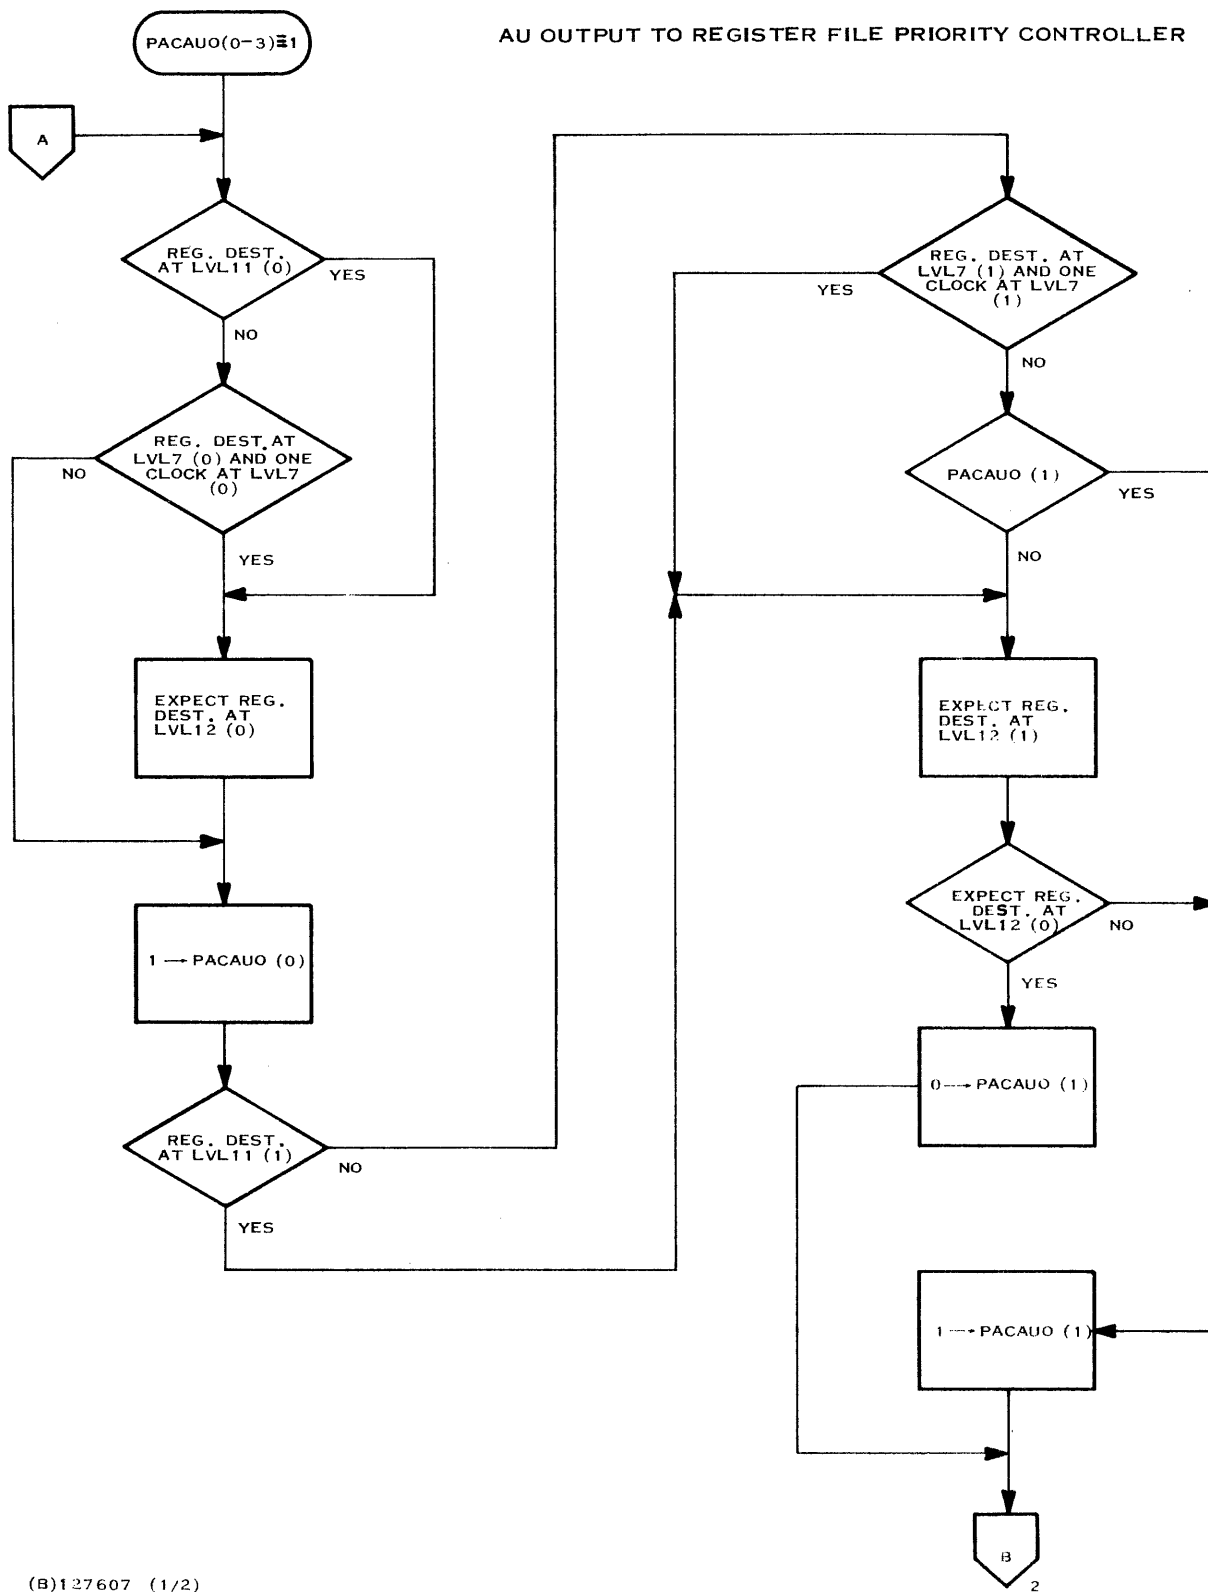 AU OUTPUT TO REGISTER FILE PRIORITY CONTROLLER
PACAUO(0-3)≡1
A
REG. DEST.
AT LVL11 (0)
YES
NO
REG. DEST. AT
LVL7 (0) AND ONE
CLOCK AT LVL7
(0)
NO
YES
EXPECT REG.
DEST. AT
LVL12 (0)
1 → PACAUO (0)
REG. DEST.
AT LVL11 (1)
NO
YES
REG. DEST. AT
LVL7 (1) AND ONE
CLOCK AT LVL7
(1)
YES
NO
PACAUO (1)
YES
NO
EXPECT REG.
DEST. AT
LVL12 (1)
EXPECT REG.
DEST. AT
LVL12 (0)
NO
YES
0 → PACAUO (1)
1 → PACAUO (1)
B
2
(B)127607 (1/2)